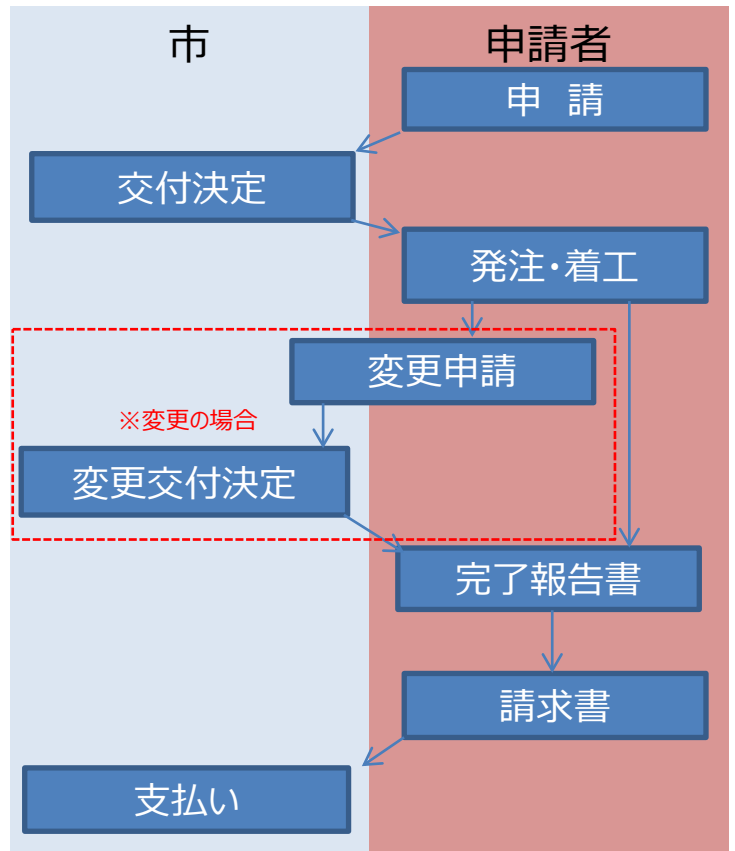 市
申請者
申　請
交付決定
発注・着工
変更申請
※変更の場合
変更交付決定
完了報告書
請求書
支払い